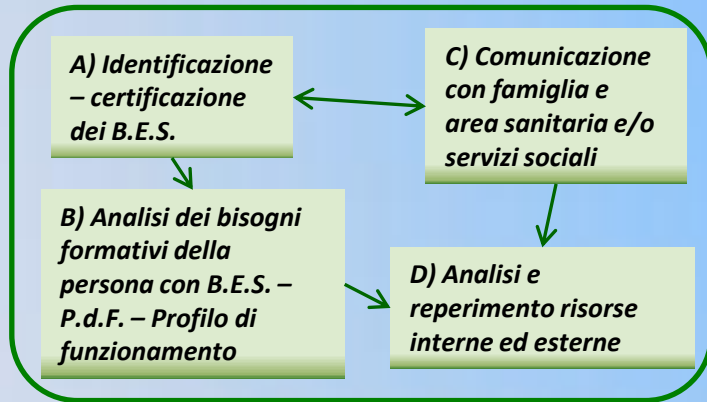 A) Identificazione
– certificazione
dei B.E.S.
C) Comunicazione
con famiglia e
area sanitaria e/o
servizi sociali
B) Analisi dei bisogni
formativi della
persona con B.E.S. –
P.d.F. – Profilo di
funzionamento
D) Analisi e
reperimento risorse
interne ed esterne